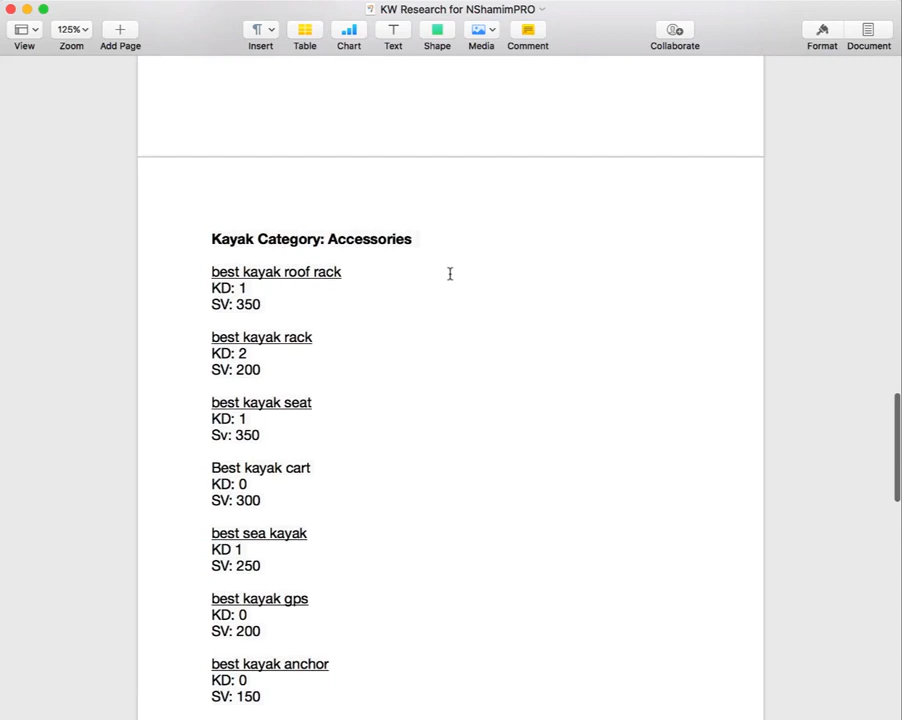 KW Research for NShamimPRO
125%
View
Zoom
Add Page
Insert
Table
Chart
Text
Shape
Media
Comment
Collaborate
Format
Document
Kayak Category: Accessories
best kayak roof rack
KD: 1
SV: 350
best kayak rack
KD: 2
SV: 200
best kayak seat
KD: 1
Sv: 350
Best kayak cart
KD: 0
SV: 300
best sea kayak
KD 1
SV: 250
best kayak gps
KD: 0
SV: 200
best kayak anchor
KD: 0
SV: 150